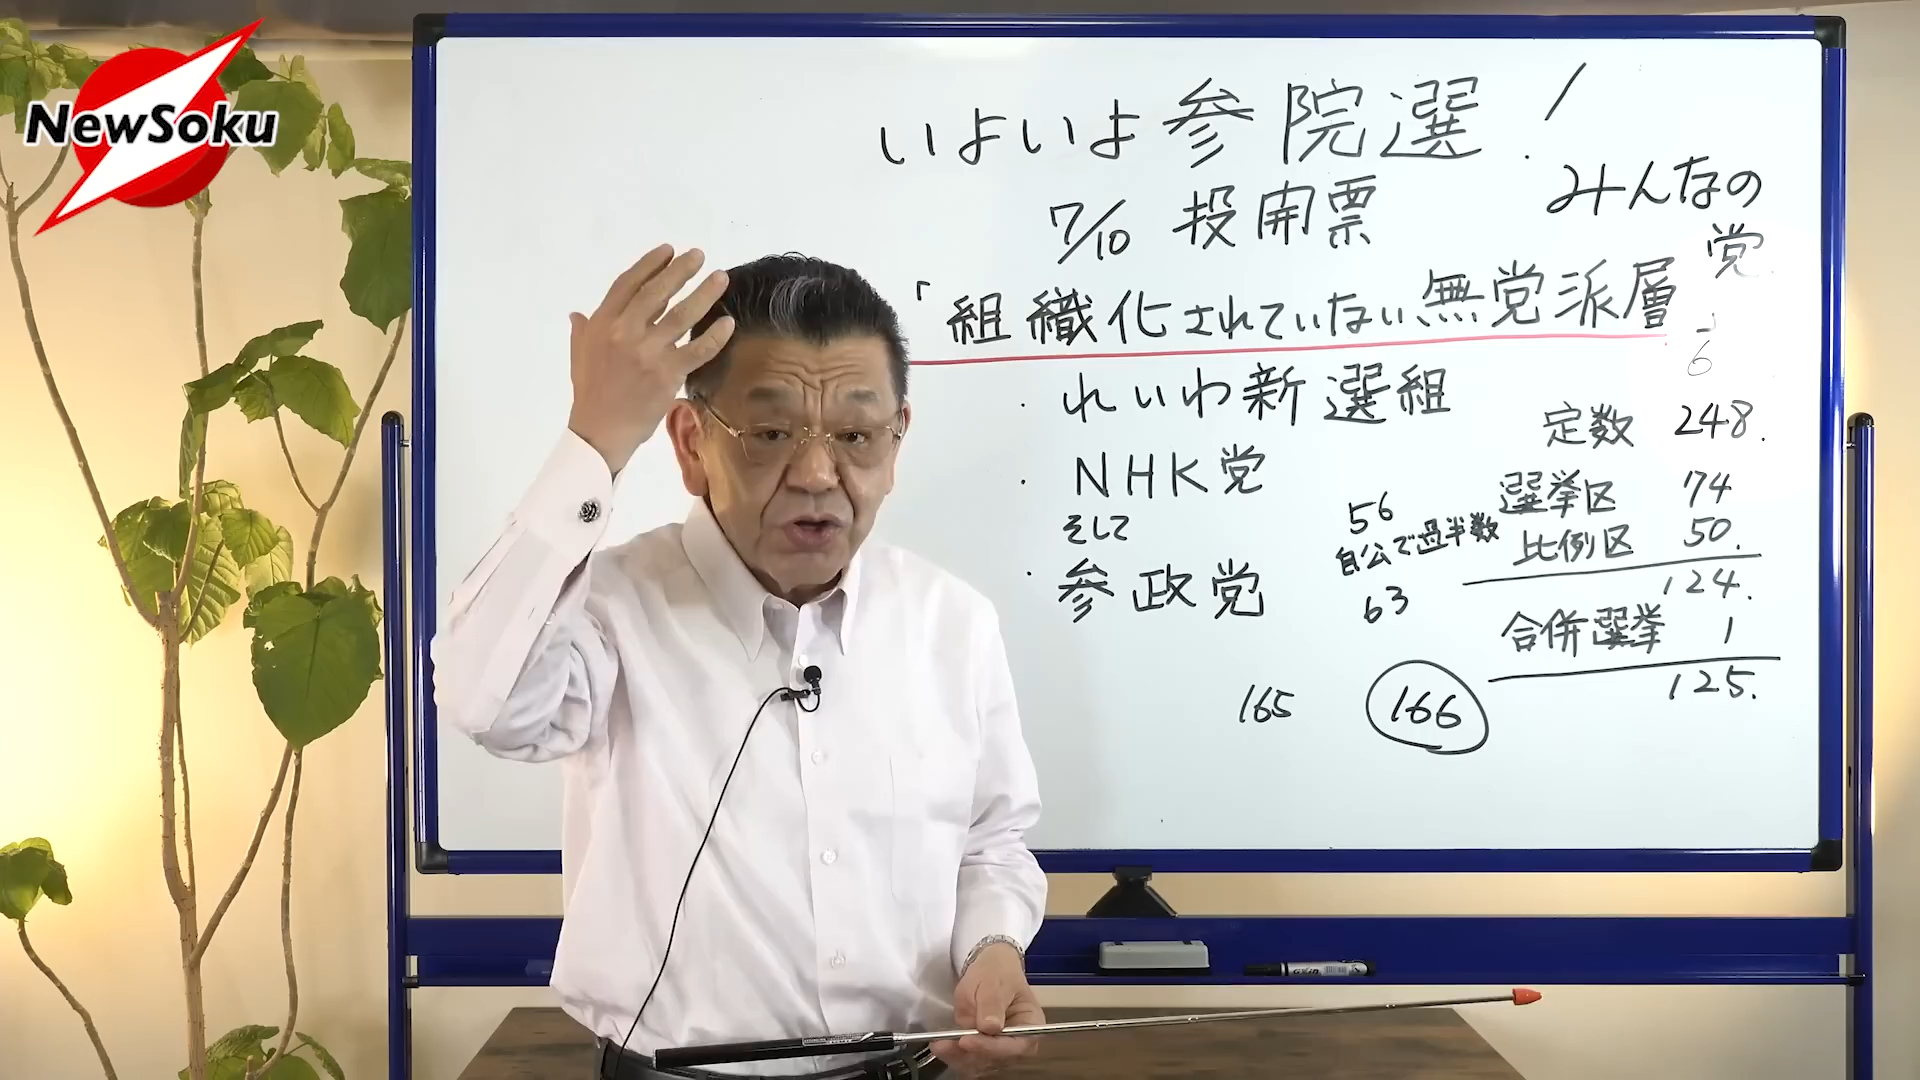 NewSoku
いよいよ参院選!
7/10 投開票
みんなの
党
「組織化されていない無党派層
6
・れいわ新選組
・NHK党
そして
・参政党
定数 248.
選挙区 74
比例区 50.
124.
合併選挙 1
125.
56
自公で過半数
63
165
166